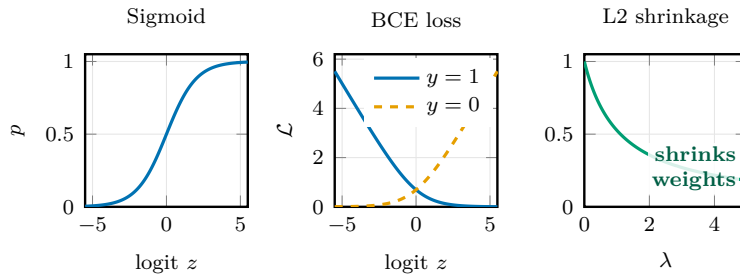 Sigmoid
1
0.5
0
p
−5
0
5
logit z
BCE loss
6
4
2
0
ℒ
y = 1
y = 0
−5
0
5
logit z
L2 shrinkage
1
0.5
0
shrinks
weights
0
2
4
λ